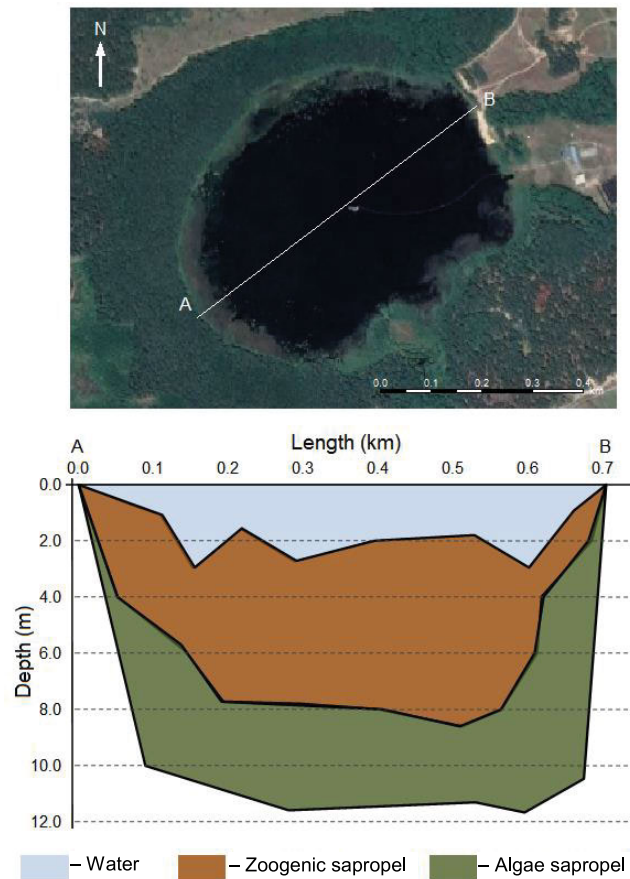 N
B
A
0.0 0.1 0.2 0.3 0.4
km
Length (km)
A B
0.0 0.1 0.2 0.3 0.4 0.5 0.6 0.7
Depth (m)
0.0
2.0
4.0
6.0
8.0
10.0
12.0
– Water – Zoogenic sapropel – Algae sapropel